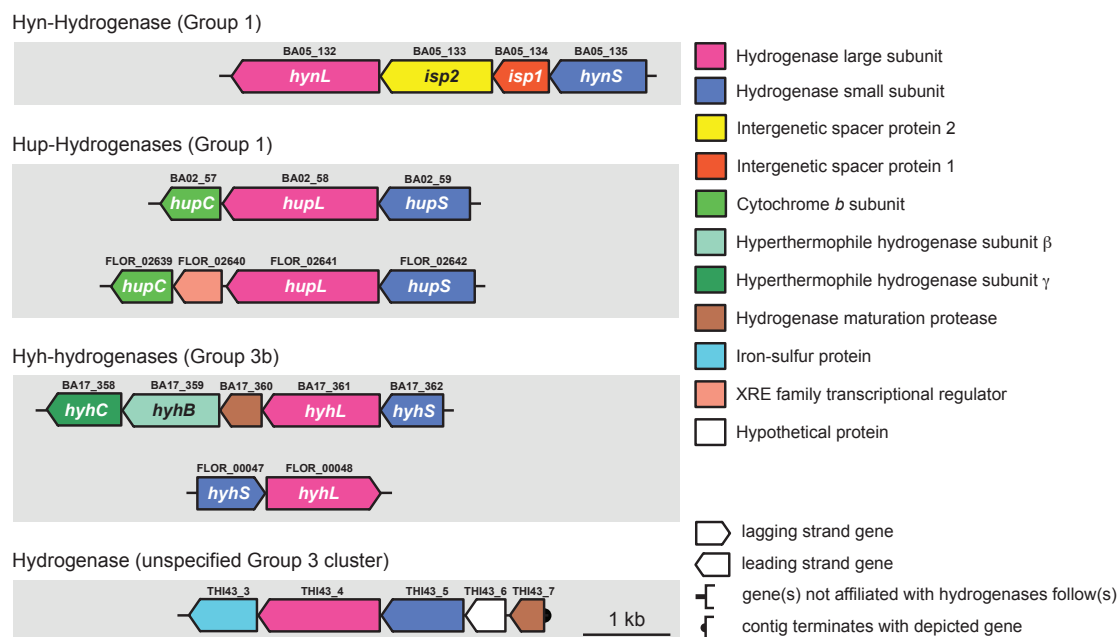 Hyn-Hydrogenase (Group 1)
BA05_132 BA05_133 BA05_134 BA05_135
hynL isp2 isp1 hynS
Hup-Hydrogenases (Group 1)
BA02_57 BA02_58 BA02_59
hupC hupL hupS
FLOR_02639 FLOR_02640 FLOR_02641 FLOR_02642
hupC hupL hupS
Hyh-hydrogenases (Group 3b)
BA17_358 BA17_359 BA17_360 BA17_361 BA17_362
hyhC hyhB hyhL hyhS
FLOR_00047 FLOR_00048
hyhS hyhL
Hydrogenase (unspecified Group 3 cluster)
THI43_3 THI43_4 THI43_5 THI43_6 THI43_7
1 kb
Hydrogenase large subunit
Hydrogenase small subunit
Intergenetic spacer protein 2
Intergenetic spacer protein 1
Cytochrome b subunit
Hyperthermophile hydrogenase subunit β
Hyperthermophile hydrogenase subunit γ
Hydrogenase maturation protease
Iron-sulfur protein
XRE family transcriptional regulator
Hypothetical protein
lagging strand gene
leading strand gene
gene(s) not affiliated with hydrogenases follow(s)
contig terminates with depicted gene